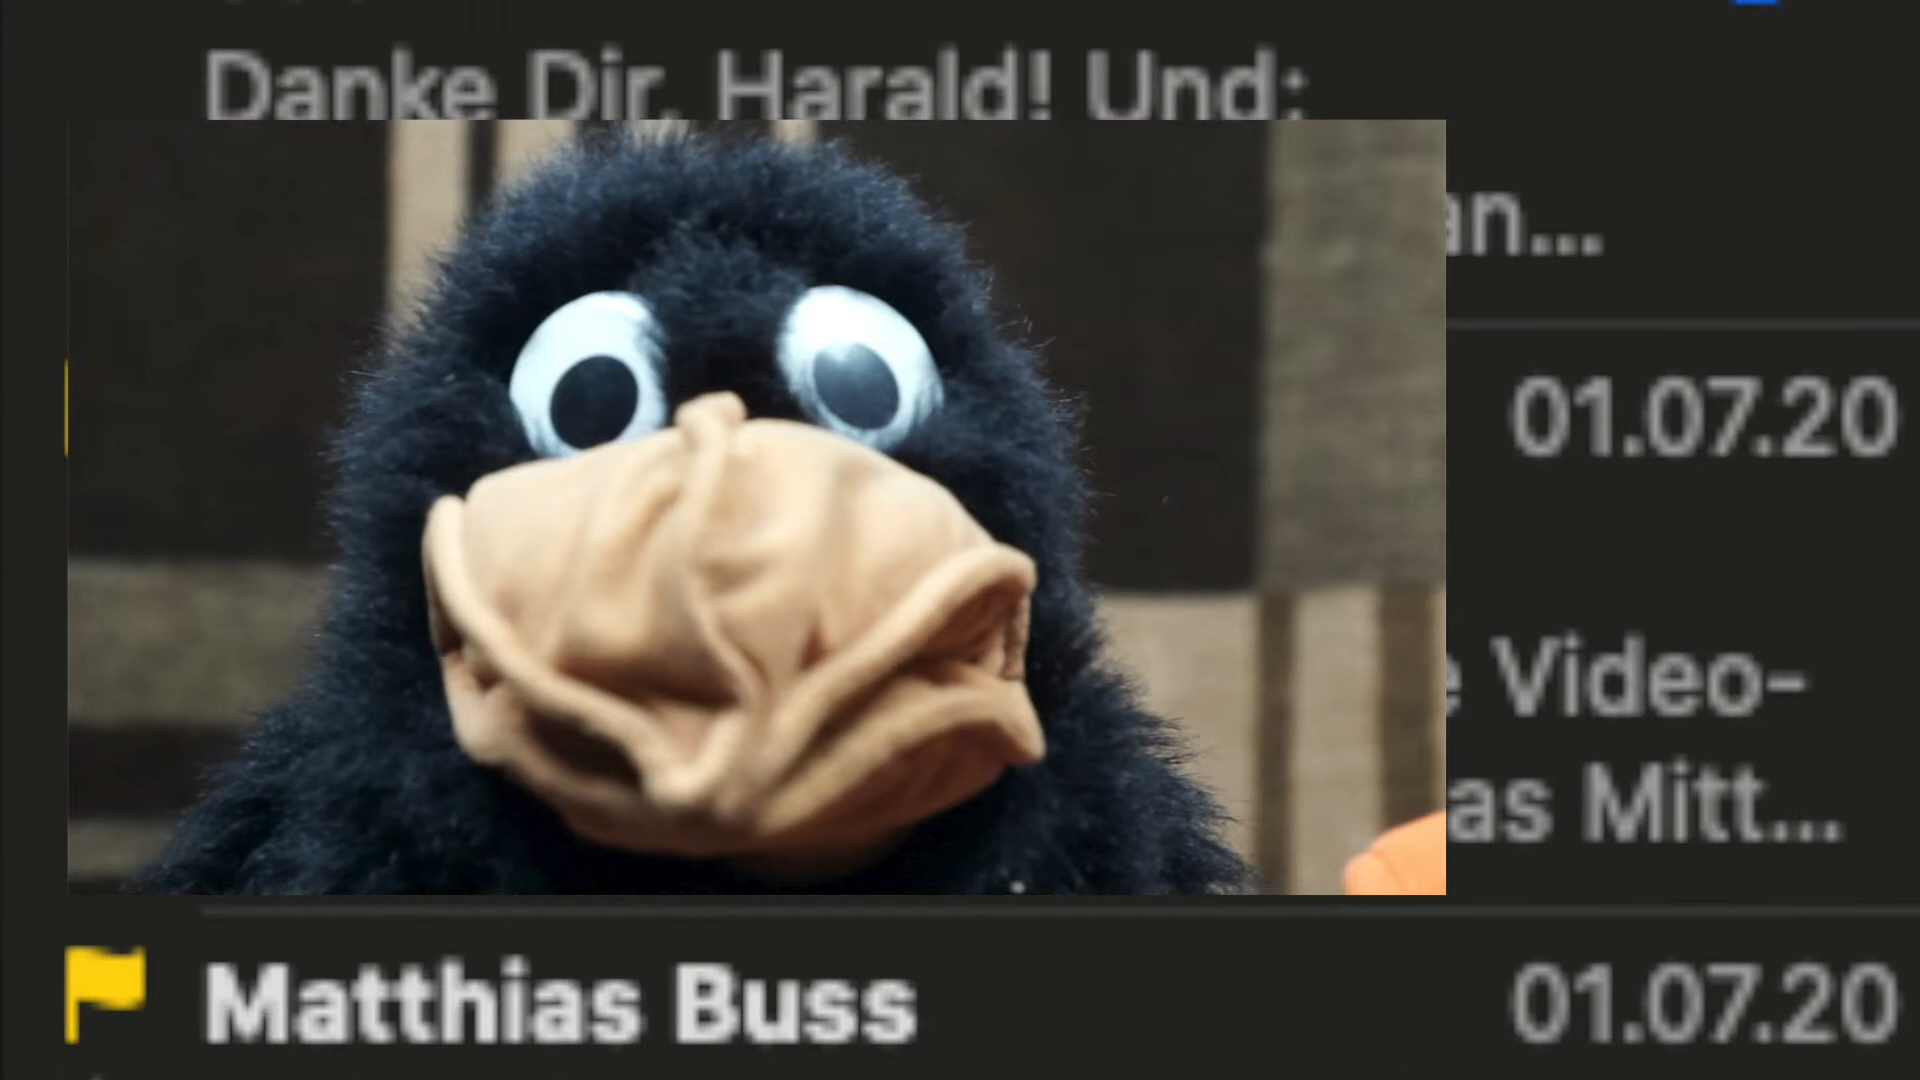 Danke Dir, Harald! Und:
an...
01.07.20
e Video-
as Mitt...
Matthias Buss
01.07.20